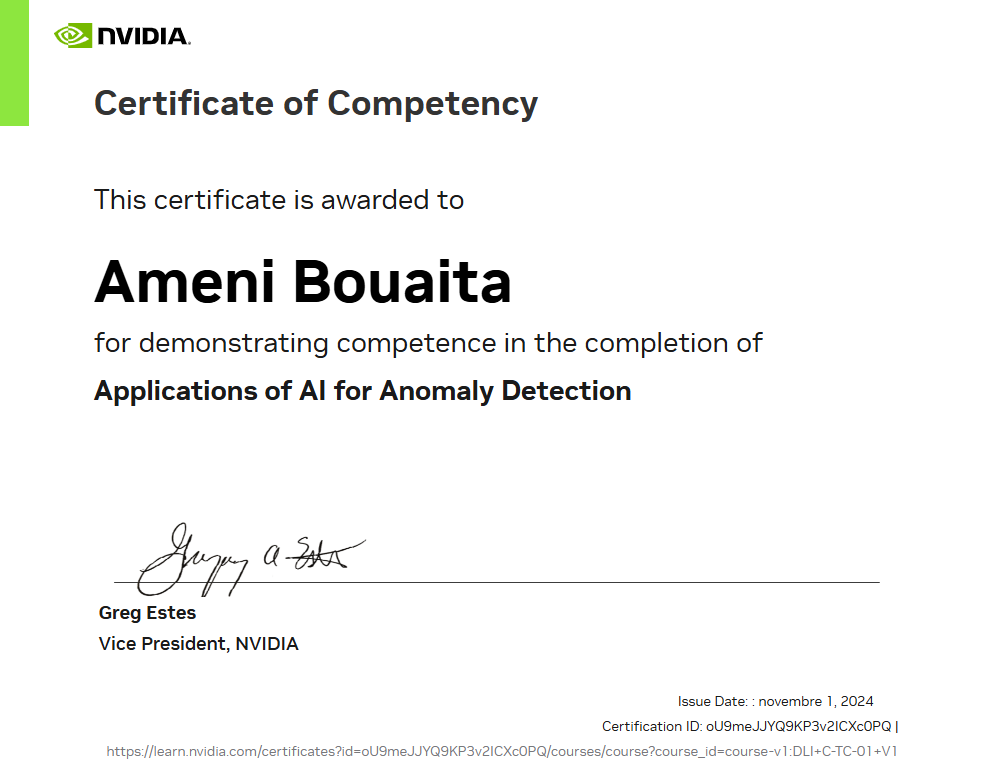 NVIDIA.
Certificate of Competency
This certificate is awarded to
Ameni Bouaita
for demonstrating competence in the completion of
Applications of AI for Anomaly Detection
Gregory A Estes
Greg Estes
Vice President, NVIDIA
Issue Date: : novembre 1, 2024
Certification ID: oU9meJJYQ9KP3v2ICXc0PQ |
https://learn.nvidia.com/certificates?id=oU9meJJYQ9KP3v2ICXc0PQ/courses/course?course_id=course-v1:DLI+C-TC-01+V1